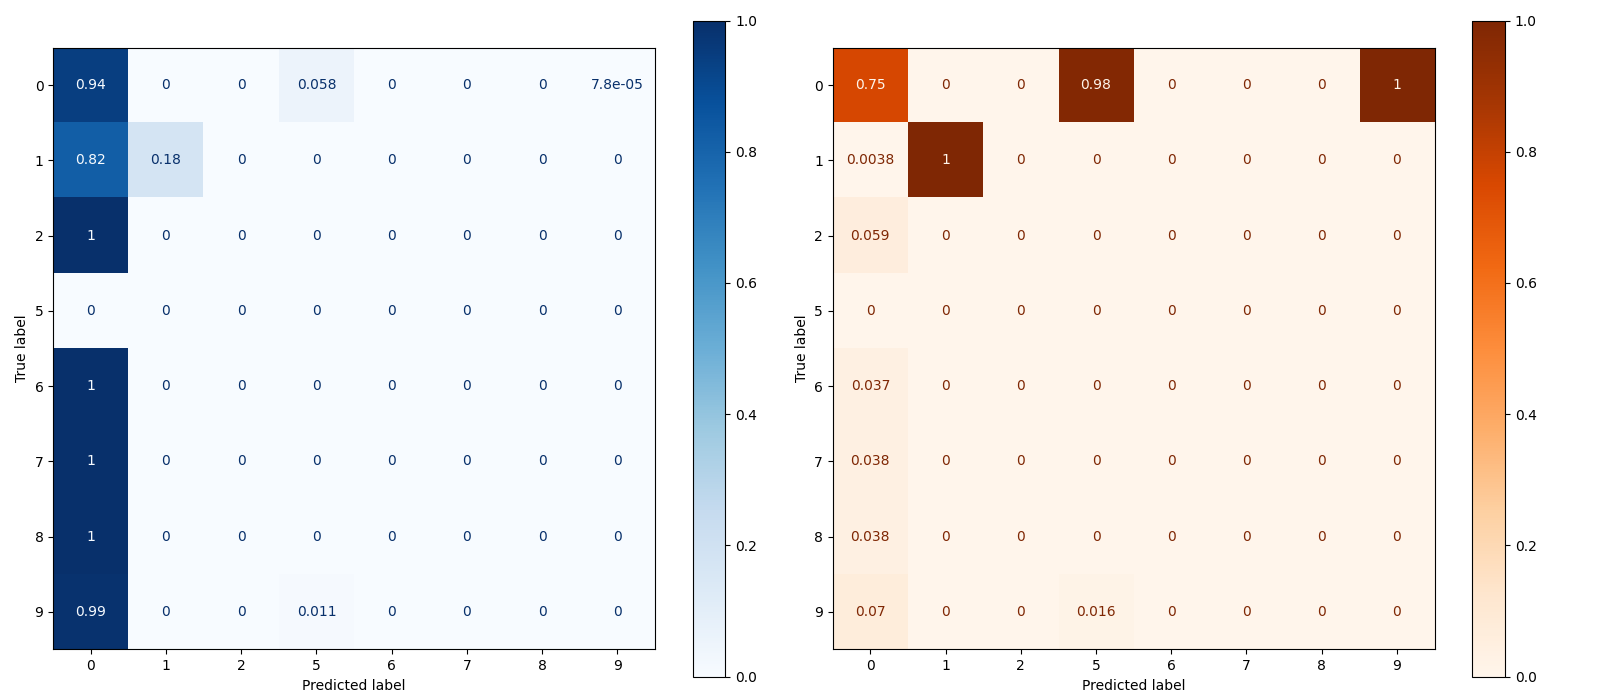 1.0
0.8
0.6
0.4
0.2
0.0
True label
0 0.94 0 0 0.058 0 0 0 7.8e-05
1 0.82 0.18 0 0 0 0 0 0
2 1 0 0 0 0 0 0 0
5 0 0 0 0 0 0 0 0
6 1 0 0 0 0 0 0 0
7 1 0 0 0 0 0 0 0
8 1 0 0 0 0 0 0 0
9 0.99 0 0 0.011 0 0 0 0
0 1 2 5 6 7 8 9
Predicted label
1.0
0.8
0.6
0.4
0.2
0.0
True label
0 0.75 0 0 0.98 0 0 0 1
1 0.0038 1 0 0 0 0 0 0
2 0.059 0 0 0 0 0 0 0
5 0 0 0 0 0 0 0 0
6 0.037 0 0 0 0 0 0 0
7 0.038 0 0 0 0 0 0 0
8 0.038 0 0 0 0 0 0 0
9 0.07 0 0 0.016 0 0 0 0
0 1 2 5 6 7 8 9
Predicted label